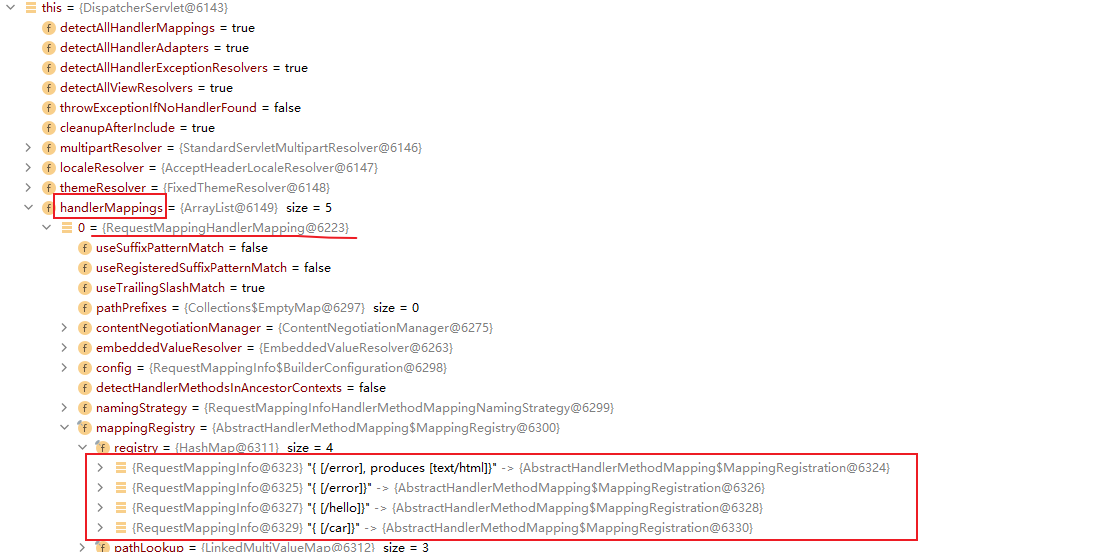 this = {DispatcherServlet@6143}
detectAllHandlerMappings = true
detectAllHandlerAdapters = true
detectAllHandlerExceptionResolvers = true
detectAllViewResolvers = true
throwExceptionIfNoHandlerFound = false
cleanupAfterInclude = true
multipartResolver = {StandardServletMultipartResolver@6146}
localeResolver = {AcceptHeaderLocaleResolver@6147}
themeResolver = {FixedThemeResolver@6148}
handlerMappings = {ArrayList@6149} size = 5
0 = {RequestMappingHandlerMapping@6223}
useSuffixPatternMatch = false
useRegisteredSuffixPatternMatch = false
useTrailingSlashMatch = true
pathPrefixes = {Collections$EmptyMap@6297} size = 0
contentNegotiationManager = {ContentNegotiationManager@6275}
embeddedValueResolver = {EmbeddedValueResolver@6263}
config = {RequestMappingInfo$BuilderConfiguration@6298}
detectHandlerMethodsInAncestorContexts = false
namingStrategy = {RequestMappingInfoHandlerMethodMappingNamingStrategy@6299}
mappingRegistry = {AbstractHandlerMethodMapping$MappingRegistry@6300}
registry = {HashMap@6311} size = 4
{RequestMappingInfo@6323} "{ [/error], produces [text/html]}" -> {AbstractHandlerMethodMapping$MappingRegistration@6324}
{RequestMappingInfo@6325} "{ [/error]}" -> {AbstractHandlerMethodMapping$MappingRegistration@6326}
{RequestMappingInfo@6327} "{ [/hello]}" -> {AbstractHandlerMethodMapping$MappingRegistration@6328}
{RequestMappingInfo@6329} "{ [/car]}" -> {AbstractHandlerMethodMapping$MappingRegistration@6330}
pathLookup = {LinkedMultiValueMap@6312} size = 3